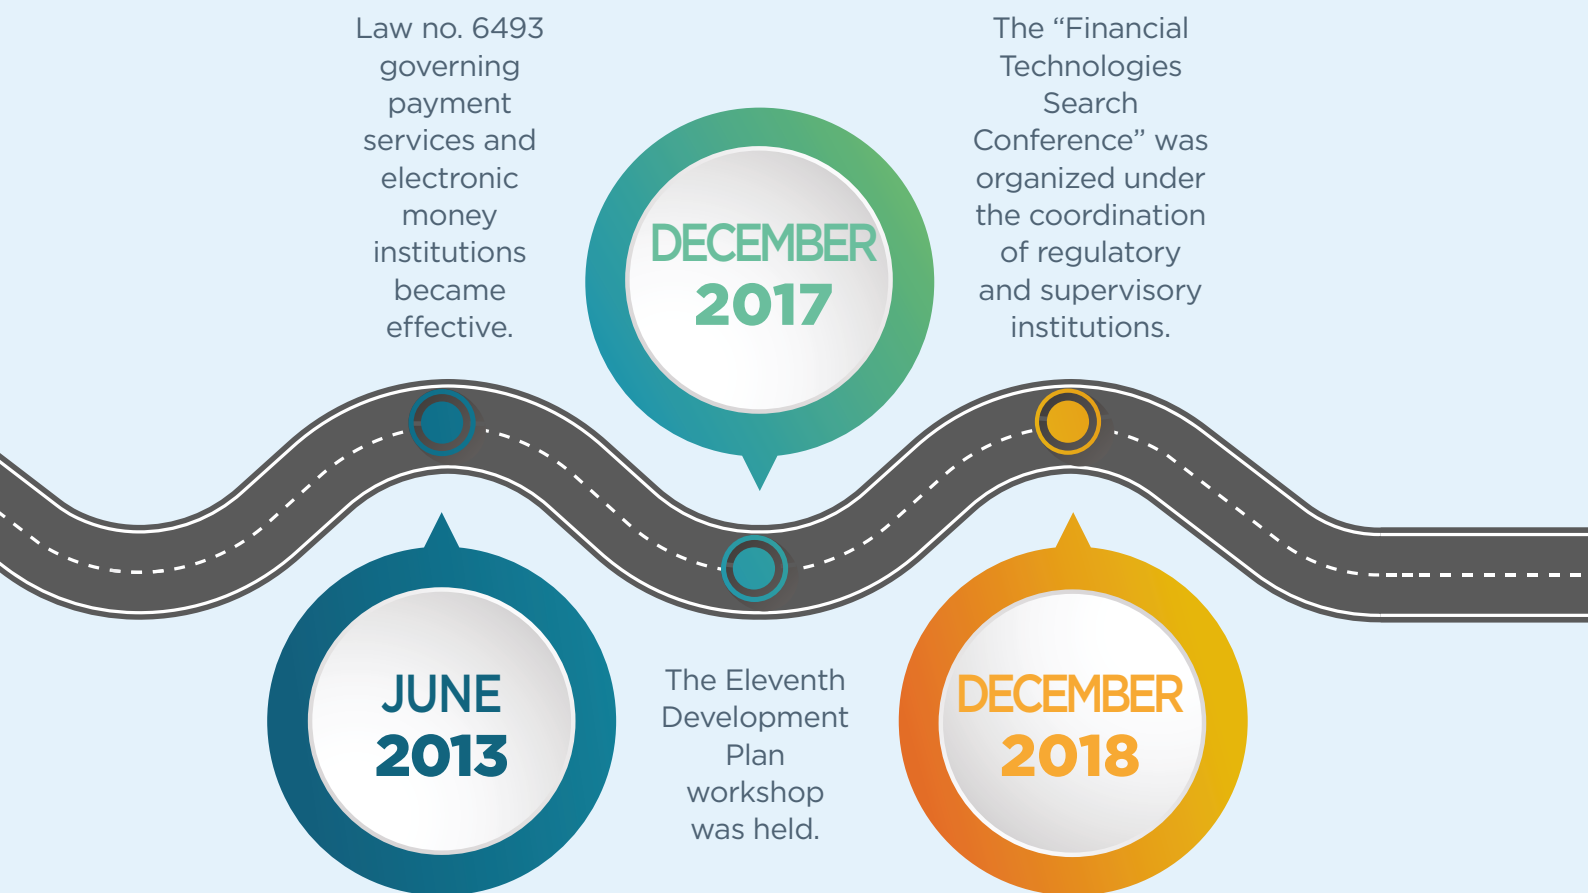 Law no. 6493
governing
payment
services and
electronic
money
institutions
became
effective.
JUNE
2013
DECEMBER
2017
The Eleventh
Development
Plan
workshop
was held.
The “Financial
Technologies
Search
Conference” was
organized under
the coordination
of regulatory
and supervisory
institutions.
DECEMBER
2018